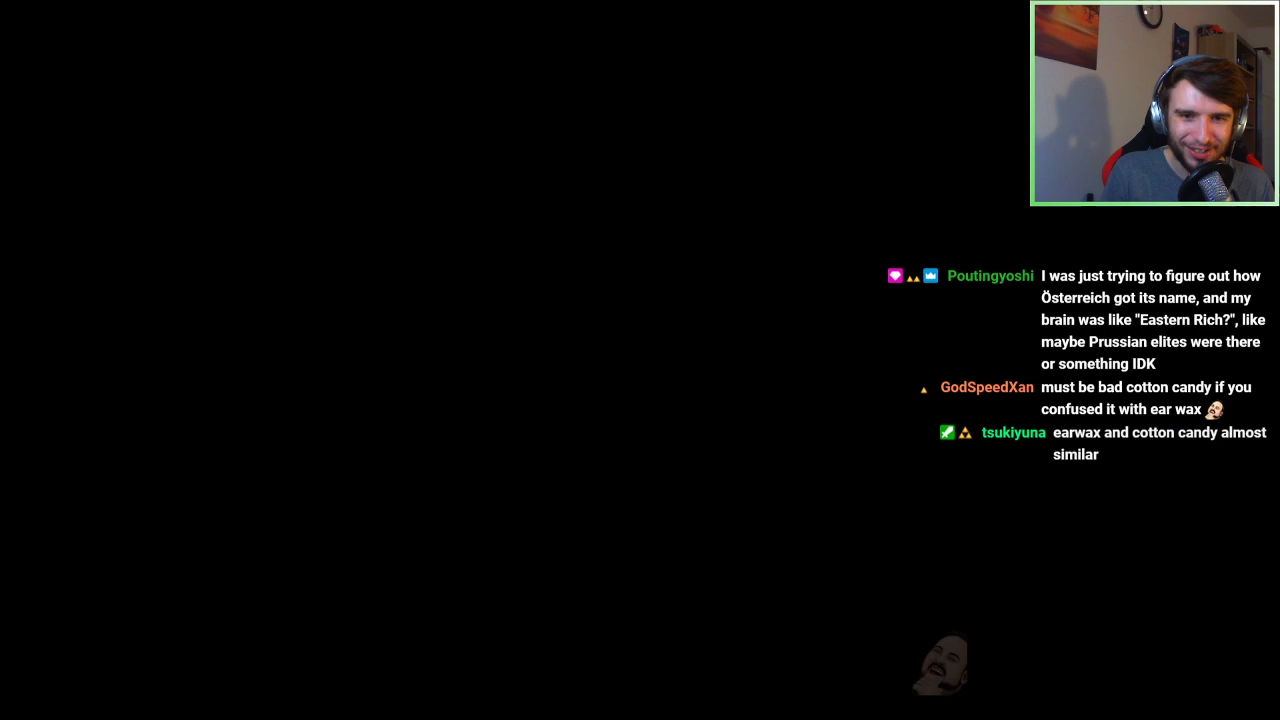 Poutingyoshi I was just trying to figure out how
Österreich got its name, and my
brain was like "Eastern Rich?", like
maybe Prussian elites were there
or something IDK
GodSpeedXan must be bad cotton candy if you
confused it with ear wax
tsukiyuna earwax and cotton candy almost
similar